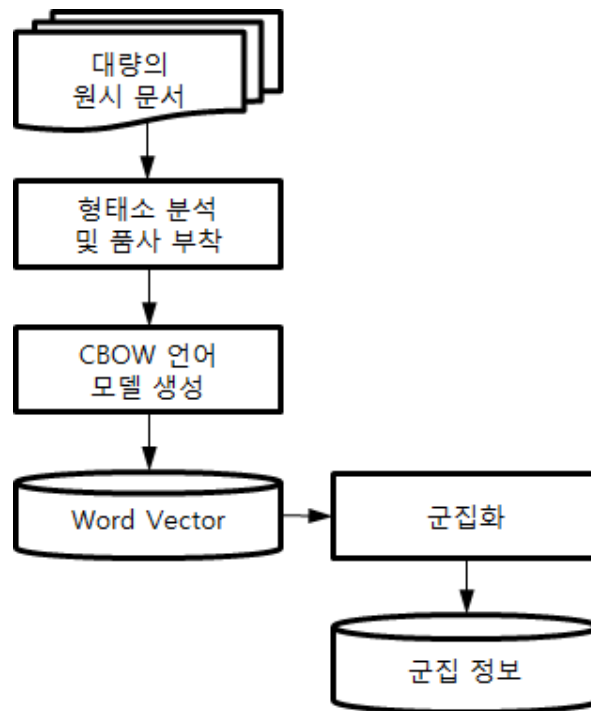 대량의
원시 문서
형태소 분석
및 품사 부착
CBOW 언어
모델 생성
Word Vector
군집화
군집 정보